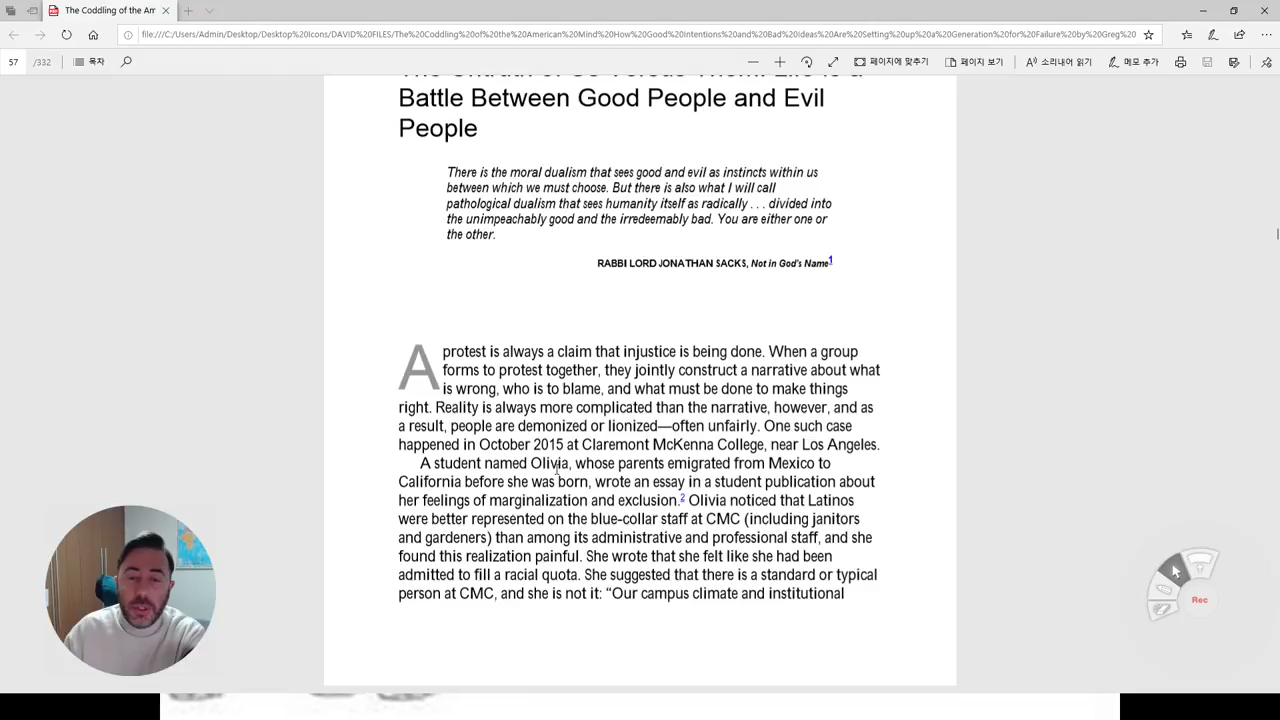 The Coddling of the Am
file:///C:/Users/Admin/Desktop/Desktop%20Icons/DAVID%20FILES/The%20Coddling%20of%20the%20American%20Mind%20How%20Good%20Intentions%20and%20Bad%20Ideas%20Are%20Setting%20up%20a%20Generation%20for%20Failure%20by%20Greg%20
57 /332 목차 페이지에 맞추기 페이지 보기 소리내어 읽기 메모 추가
The Untruth of Us Versus Them: Life Is a
Battle Between Good People and Evil
People
There is the moral dualism that sees good and evil as instincts within us
between which we must choose. But there is also what I will call
pathological dualism that sees humanity itself as radically . . . divided into
the unimpeachably good and the irredeemably bad. You are either one or
the other.
RABBI LORD JONATHAN SACKS, Not in God's Name1
A protest is always a claim that injustice is being done. When a group
forms to protest together, they jointly construct a narrative about what
is wrong, who is to blame, and what must be done to make things
right. Reality is always more complicated than the narrative, however, and as
a result, people are demonized or lionized—often unfairly. One such case
happened in October 2015 at Claremont McKenna College, near Los Angeles.
A student named Olivia, whose parents emigrated from Mexico to
California before she was born, wrote an essay in a student publication about
her feelings of marginalization and exclusion.2 Olivia noticed that Latinos
were better represented on the blue-collar staff at CMC (including janitors
and gardeners) than among its administrative and professional staff, and she
found this realization painful. She wrote that she felt like she had been
admitted to fill a racial quota. She suggested that there is a standard or typical
person at CMC, and she is not it: “Our campus climate and institutional
Rec